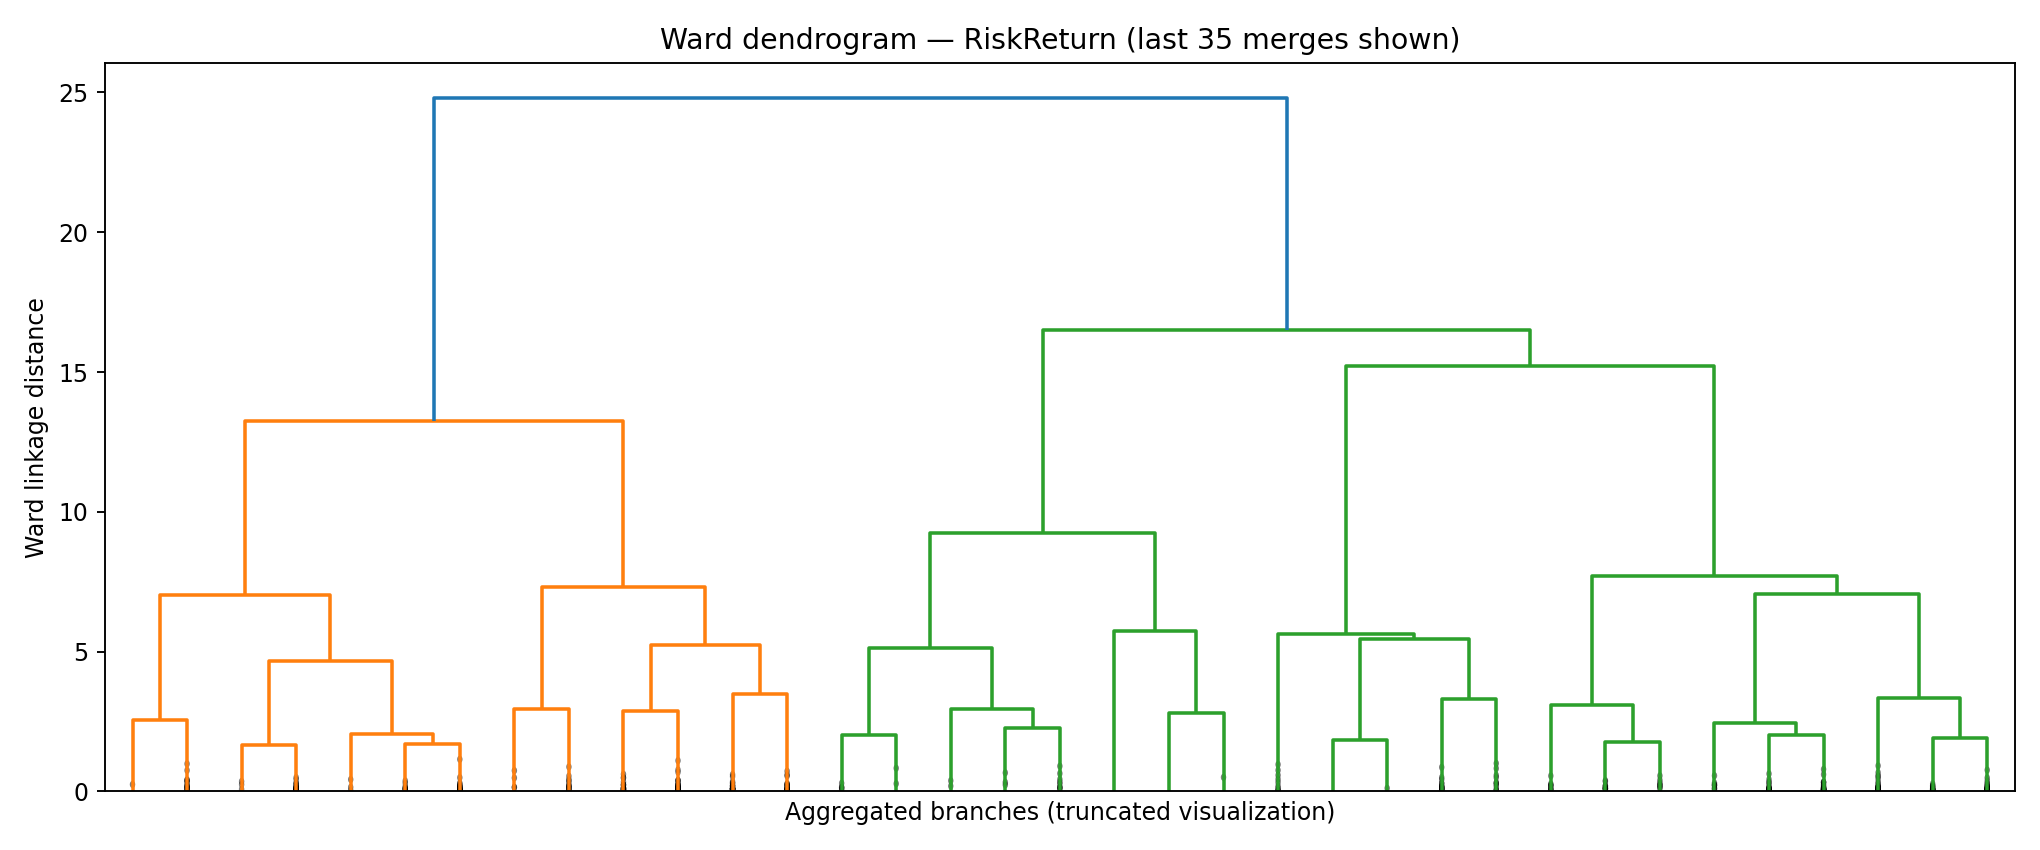 Ward dendrogram — RiskReturn (last 35 merges shown)
Ward linkage distance
25
20
15
10
5
0
Aggregated branches (truncated visualization)